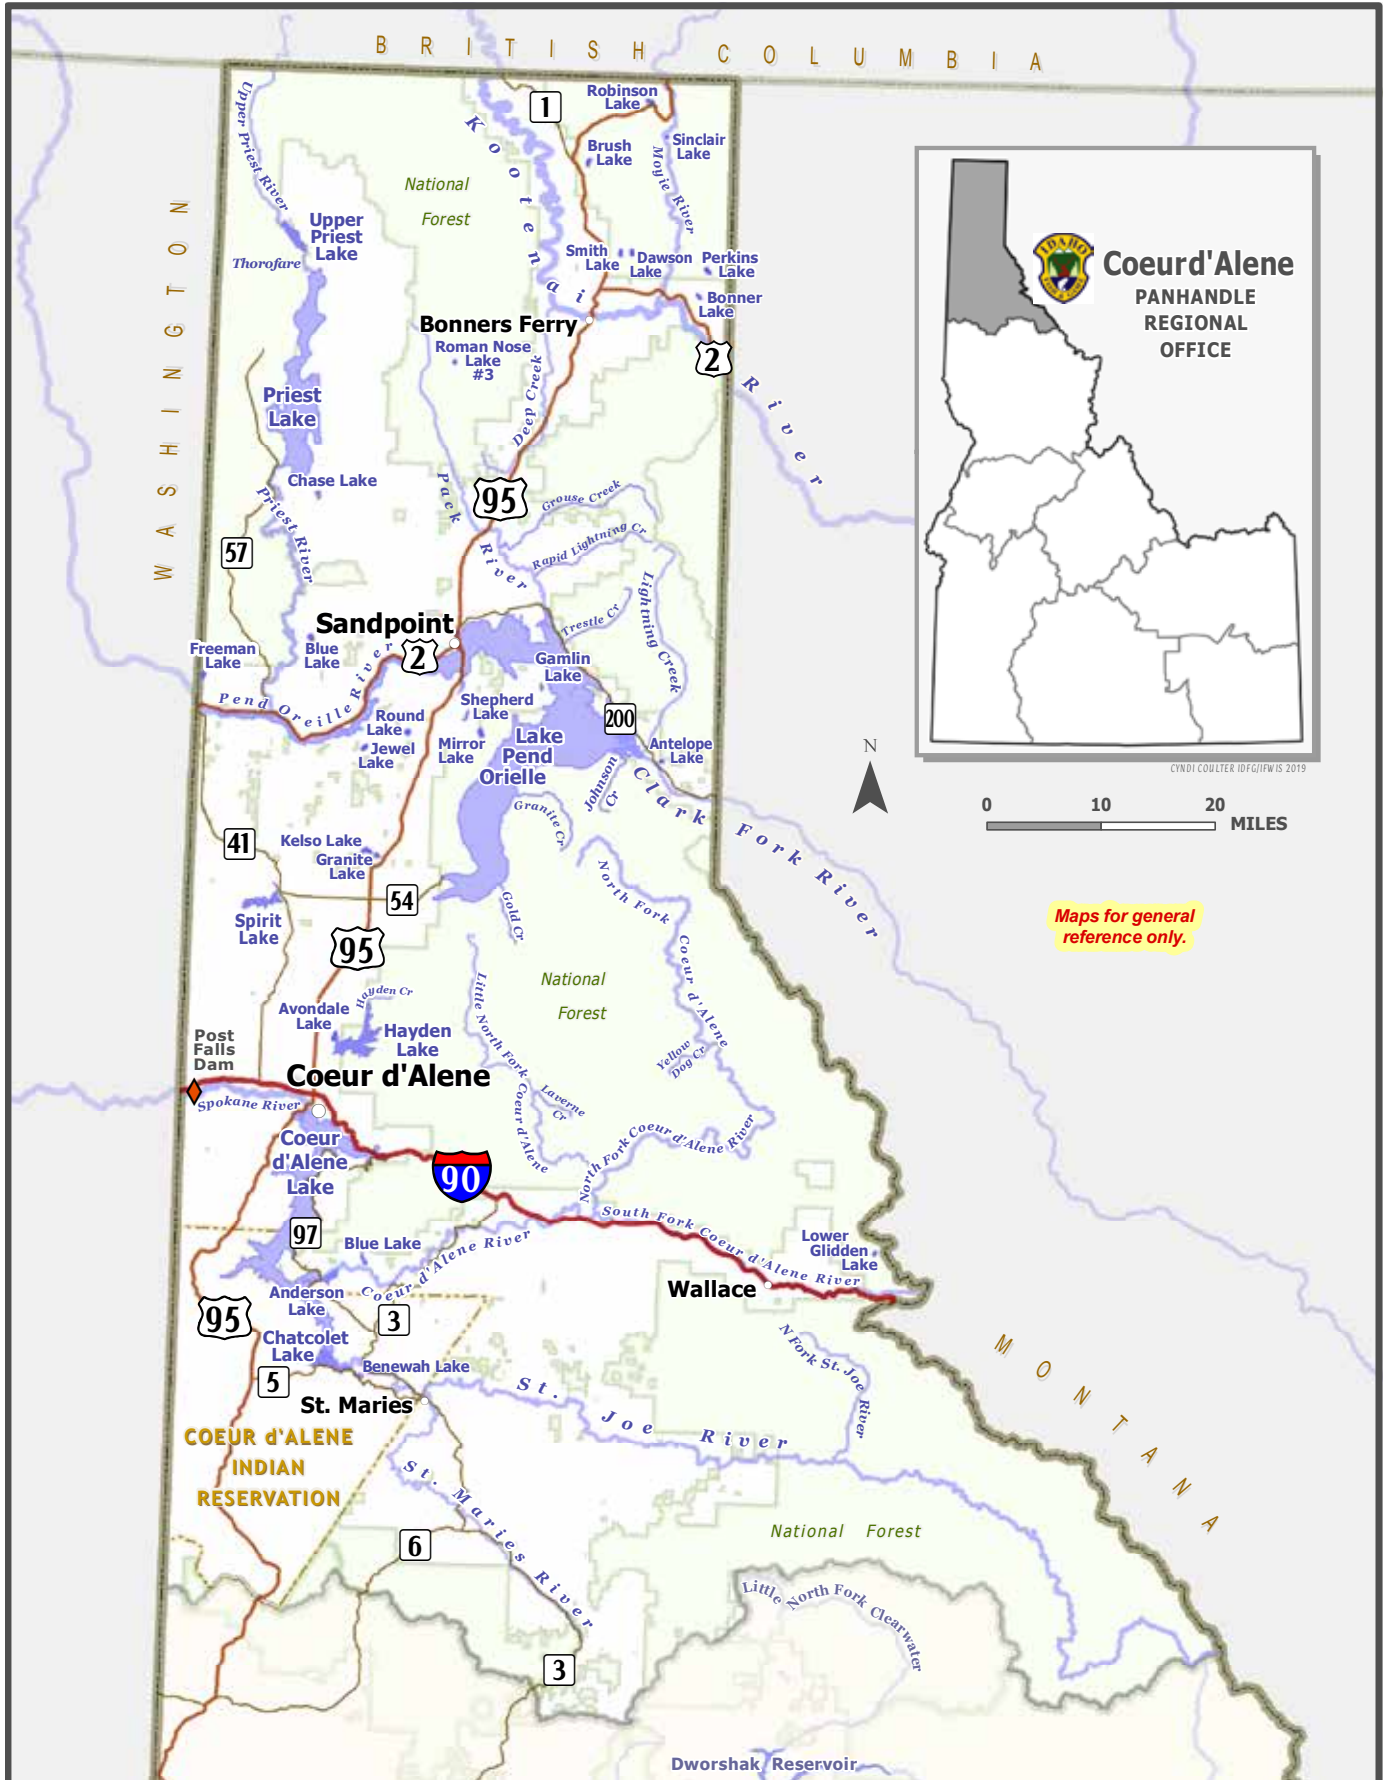 BRITISH COLUMBIA
WASHINGTON
MONTANA
1
Robinson
Lake
Upper Priest River
Kootenai
River
Brush
Lake
Sinclair
Lake
Moyie River
National
Forest
Upper
Priest
Lake
Thorofare
Smith
Lake
Dawson
Lake
Perkins
Lake
Bonner
Lake
Bonners Ferry
Roman Nose
Lake
#3
Deep Creek
2
Priest
Lake
Chase Lake
Priest River
Pack
River
95
Grouse Creek
Rapid Lightning Cr
57
Lightning Creek
Trestle Cr
Sandpoint
2
Freeman
Lake
Blue
Lake
Pend Oreille River
Gamlin
Lake
Shepherd
Lake
200
Round
Lake
Jewel
Lake
Mirror
Lake
Lake
Pend
Orielle
Antelope
Lake
Johnson
Cr
Clark Fork River
Granite Cr
41
Kelso Lake
Granite
Lake
54
North Fork
Coeur d'Alene
Spirit
Lake
Gold Cr
95
National
Forest
Hayden Cr
Avondale
Lake
Hayden
Lake
Little North Fork Coeur d'Alene
Yellow
Dog Cr
Post
Falls
Dam
Coeur d'Alene
Spokane River
Laverne
Cr
Coeur
d'Alene
Lake
90
North Fork Coeur d'Alene River
97
South Fork Coeur d'Alene River
Lower
Glidden
Lake
Blue Lake
Coeur d'Alene River
Wallace
Anderson
Lake
95
3
Chatcolet
Lake
N Fork St. Joe
River
Benewah Lake
5
St. Maries
St.
Joe River
COEUR d'ALENE
INDIAN
RESERVATION
St. Maries River
6
National Forest
Little North Fork Clearwater
3
Dworshak Reservoir
IDAHO
FISH & GAME
Coeurd'Alene
PANHANDLE
REGIONAL
OFFICE
CYNDI COULTER IDFG/IFWIS 2019
N
0 10 20
MILES
Maps for general
reference only.